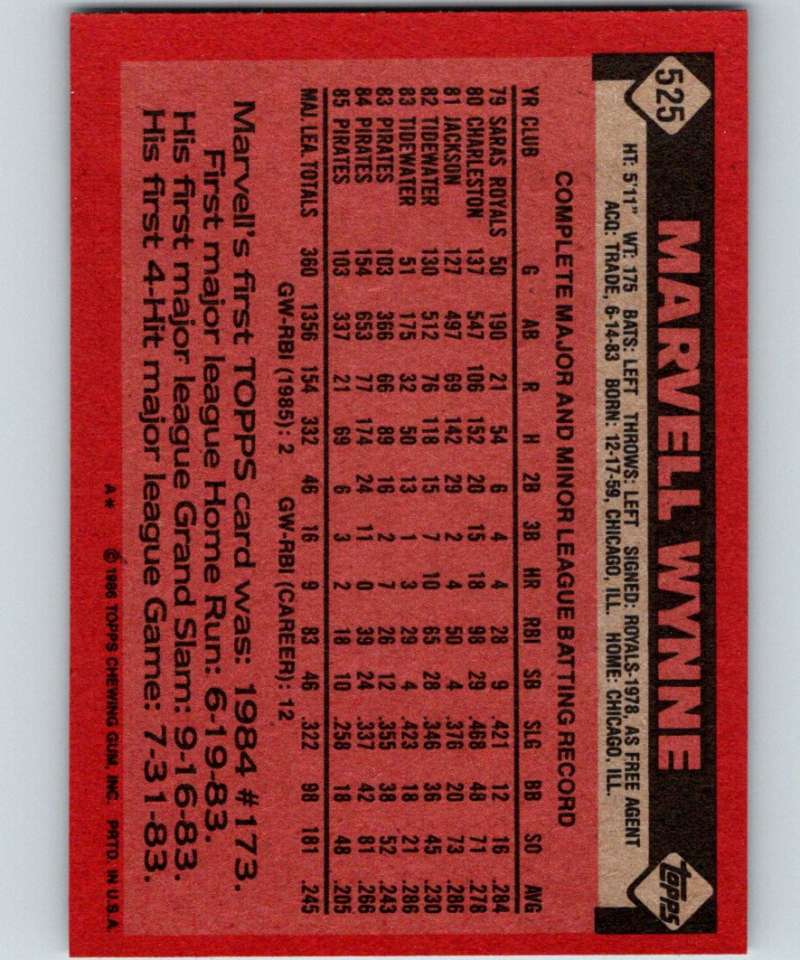 525
MARVELL WYNNE
topps
HT: 5'11" WT: 175 BATS: LEFT THROWS: LEFT SIGNED: ROYALS-1978, AS FREE AGENT
ACQ: TRADE, 6-14-83 BORN: 12-17-59, CHICAGO, ILL. HOME: CHICAGO, ILL.
COMPLETE MAJOR AND MINOR LEAGUE BATTING RECORD
YR CLUB G AB R H 2B 3B HR RBI SB SLG BB SO AVG
79 SARAS ROYALS 50 190 21 54 6 4 4 28 9 .421 12 16 .284
80 CHARLESTON 137 547 106 152 20 15 18 98 29 .468 48 71 .278
81 JACKSON 127 497 69 142 29 2 4 50 4 .376 20 73 .286
82 TIDEWATER 130 512 76 118 15 7 10 65 28 .346 36 45 .230
83 TIDEWATER 51 175 32 50 13 1 3 29 4 .423 18 21 .286
83 PIRATES 103 366 66 89 16 2 7 26 12 .355 38 52 .243
84 PIRATES 154 653 77 174 24 11 0 39 24 .337 42 81 .266
85 PIRATES 103 337 21 69 6 3 2 18 10 .258 18 48 .205
MAJ. LEA. TOTALS 360 1356 154 332 46 16 9 83 46 .322 98 181 .245
GW-RBI (1985): 2 GW-RBI (CAREER): 12
Marvell's first TOPPS card was: 1984 #173.
First major league Home Run: 6-19-83.
His first major league Grand Slam: 9-16-83.
His first 4-Hit major league Game: 7-31-83.
A* © 1986 TOPPS CHEWING GUM, INC. PRTD. IN U.S.A.